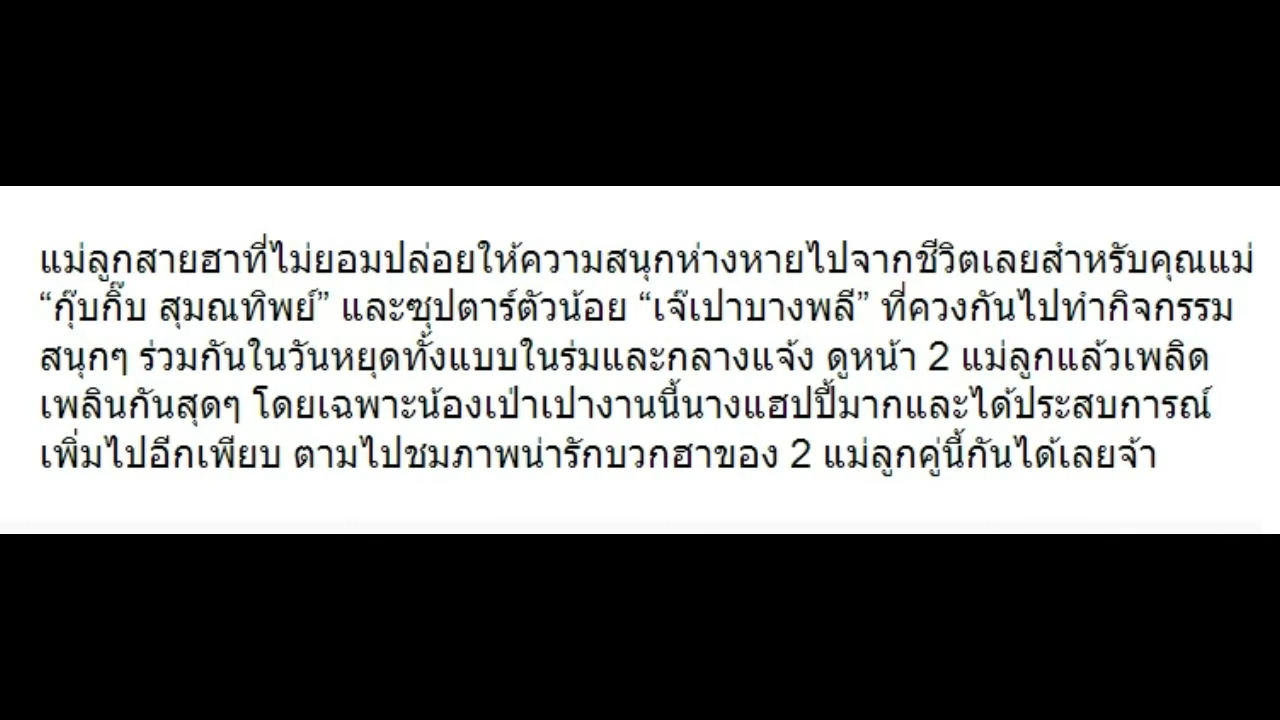 แม่ลูกสายฮาที่ไม่ยอมปล่อยให้ความสนุกห่างหายไปจากชีวิตเลยสำหรับคุณแม่
“กุ๊บกิ๊บ สุมณทิพย์” และซุปตาร์ตัวน้อย “เจ๊เปาบางพลี” ที่ควงกันไปทำกิจกรรม
สนุกๆ ร่วมกันในวันหยุดทั้งแบบในร่มและกลางแจ้ง ดูหน้า 2 แม่ลูกแล้วเพลิด
เพลินกันสุดๆ โดยเฉพาะน้องเป่าเปางานนี้นางแฮปปี้มากและได้ประสบการณ์
เพิ่มไปอีกเพียบ ตามไปชมภาพน่ารักบวกฮาของ 2 แม่ลูกคู่นี้กันได้เลยจ้า